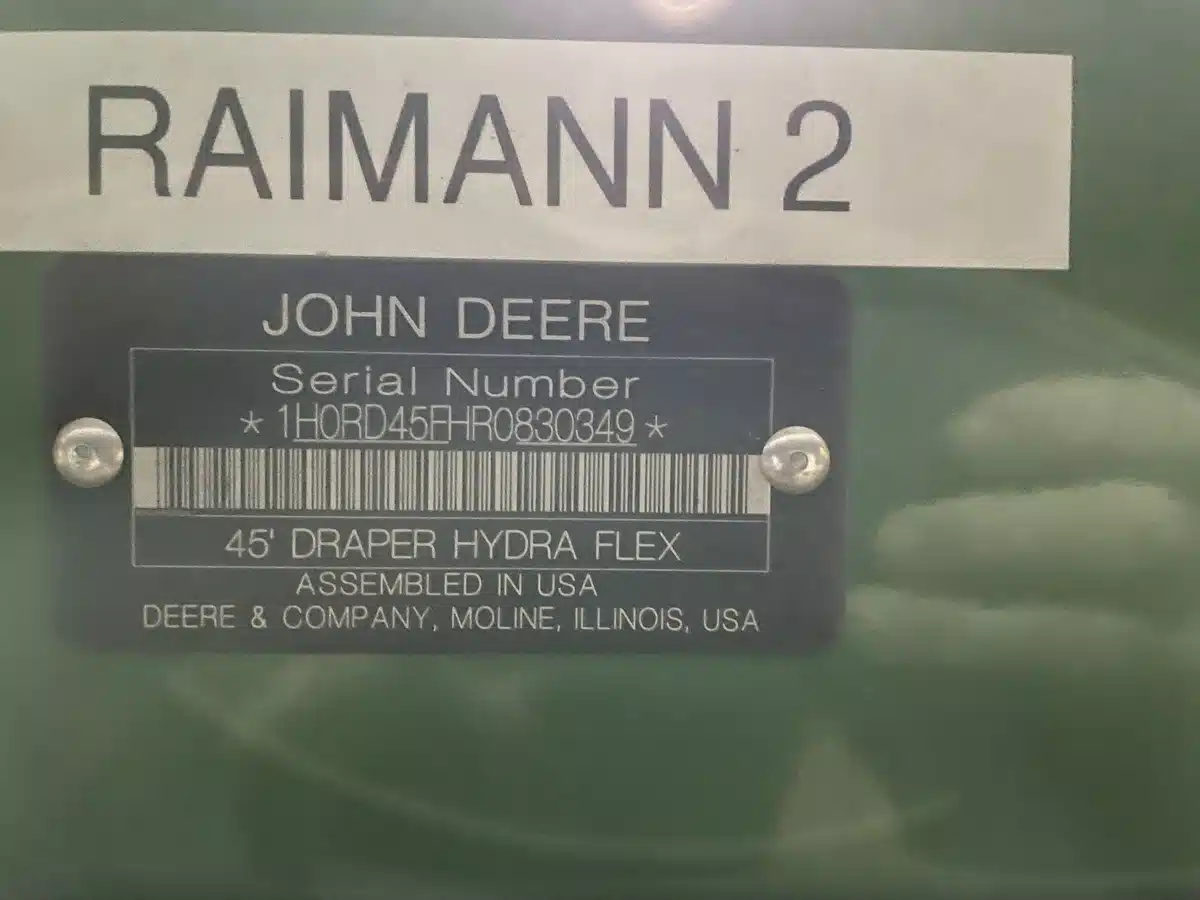 RAIMANN 2
JOHN DEERE
Serial Number
* 1H0RD45FHR0830349 *
45' DRAPER HYDRA FLEX
ASSEMBLED IN USA
DEERE & COMPANY, MOLINE, ILLINOIS, USA